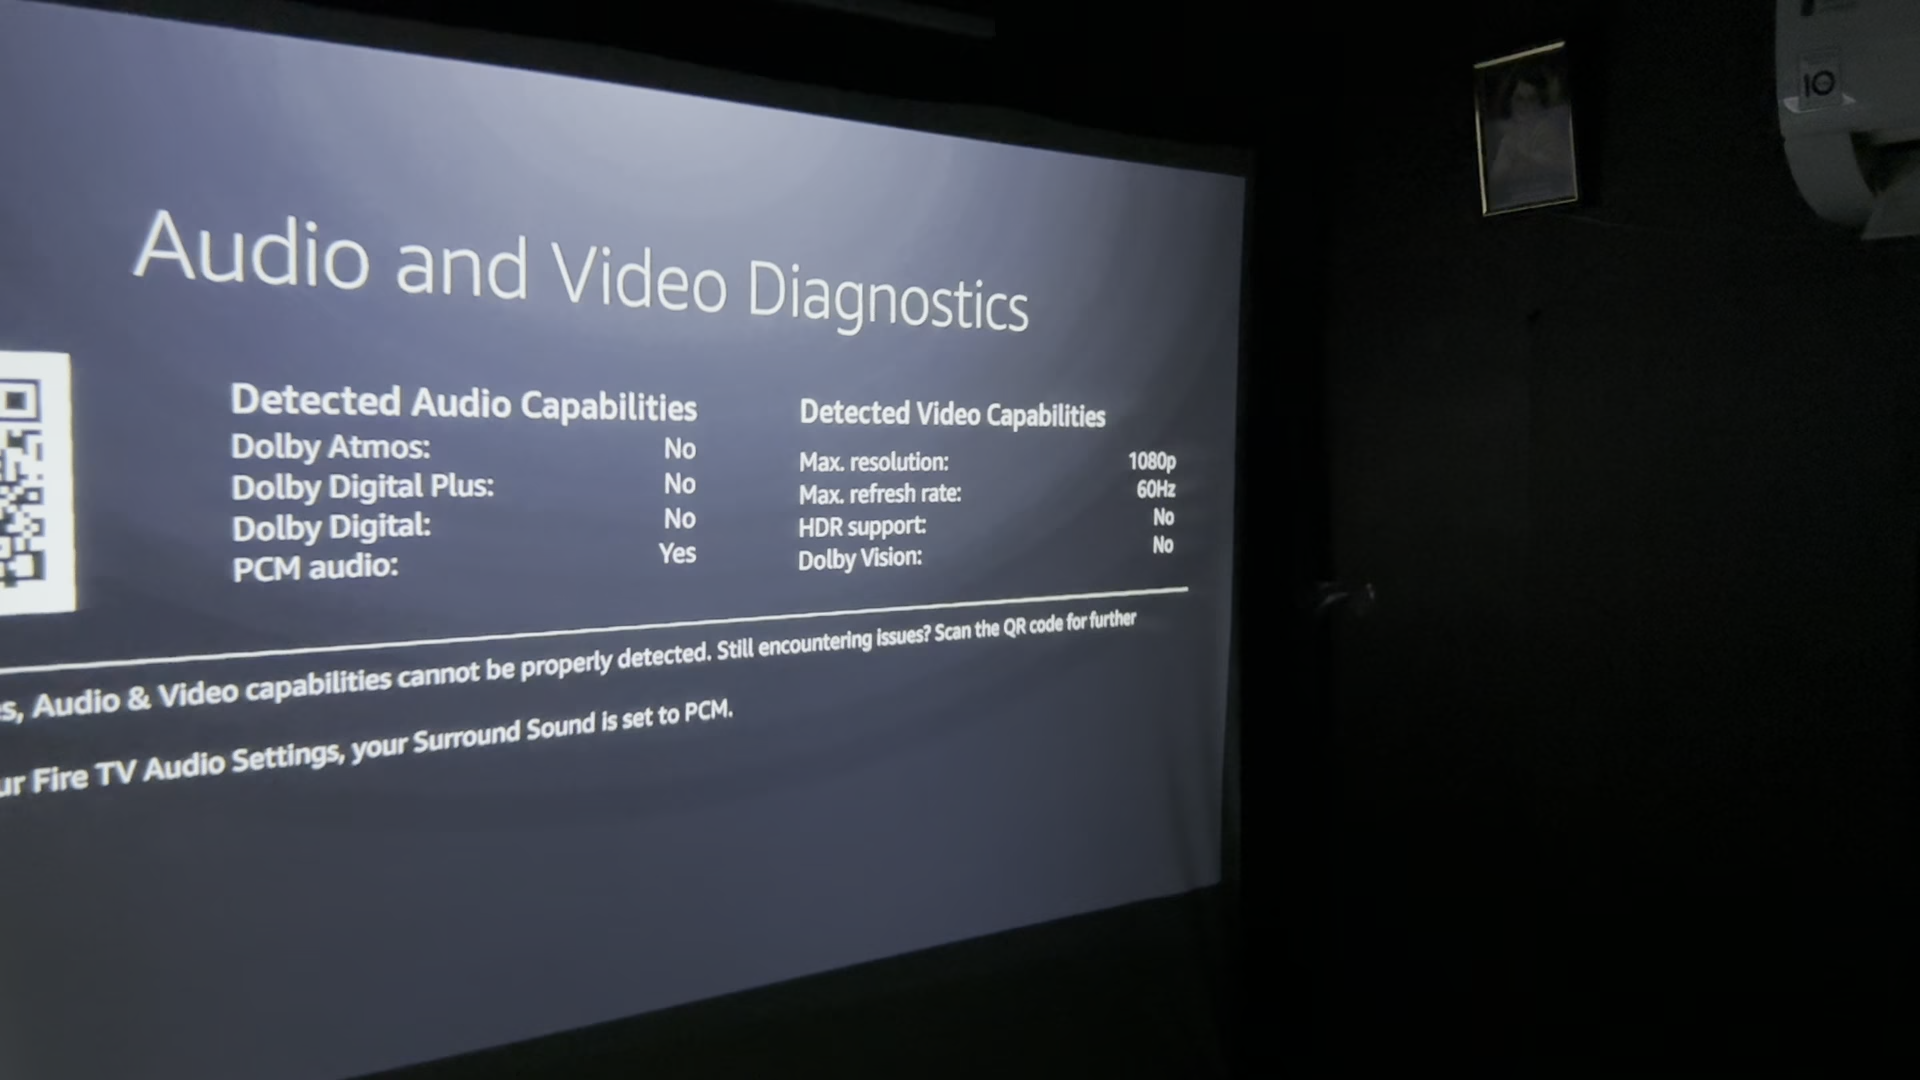 Audio and Video Diagnostics
Detected Audio Capabilities
Dolby Atmos: No
Dolby Digital Plus: No
Dolby Digital: No
PCM audio: Yes
Detected Video Capabilities
Max. resolution: 1080p
Max. refresh rate: 60Hz
HDR support: No
Dolby Vision: No
Audio & Video capabilities cannot be properly detected. Still encountering issues? Scan the QR code for further
Fire TV Audio Settings, your Surround Sound is set to PCM.